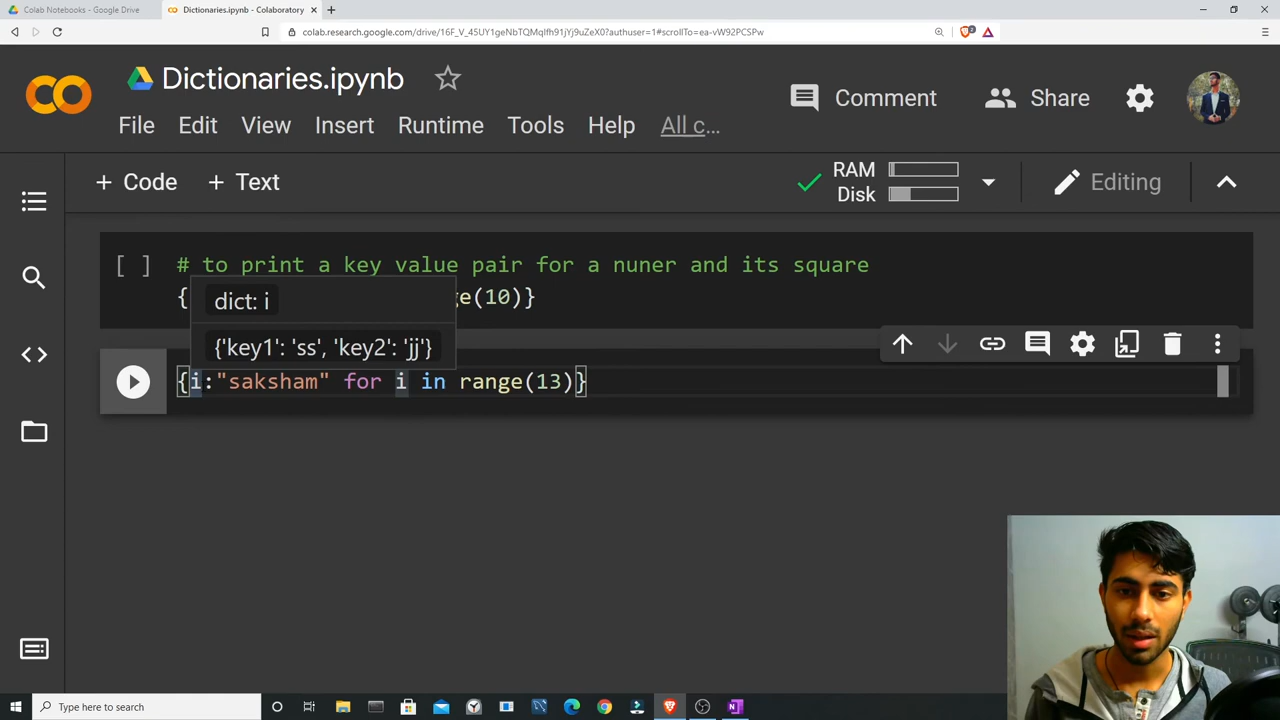 Colab Notebooks - Google Drive
Dictionaries.ipynb - Colaboratory
colab.research.google.com/drive/16F_V_45UY1geNbTQMqIfh91jYj9uZeX0?authuser=1#scrollTo=ea-vW92PCSPw
Dictionaries.ipynb
Comment
Share
File Edit View Insert Runtime Tools Help All c...
+ Code + Text
RAM
Disk
Editing
[ ] # to print a key value pair for a nuner and its square
{
ge(10)}
dict: i
{'key1': 'ss', 'key2': 'jj'}
{i:"saksham" for i in range(13)}
Type here to search